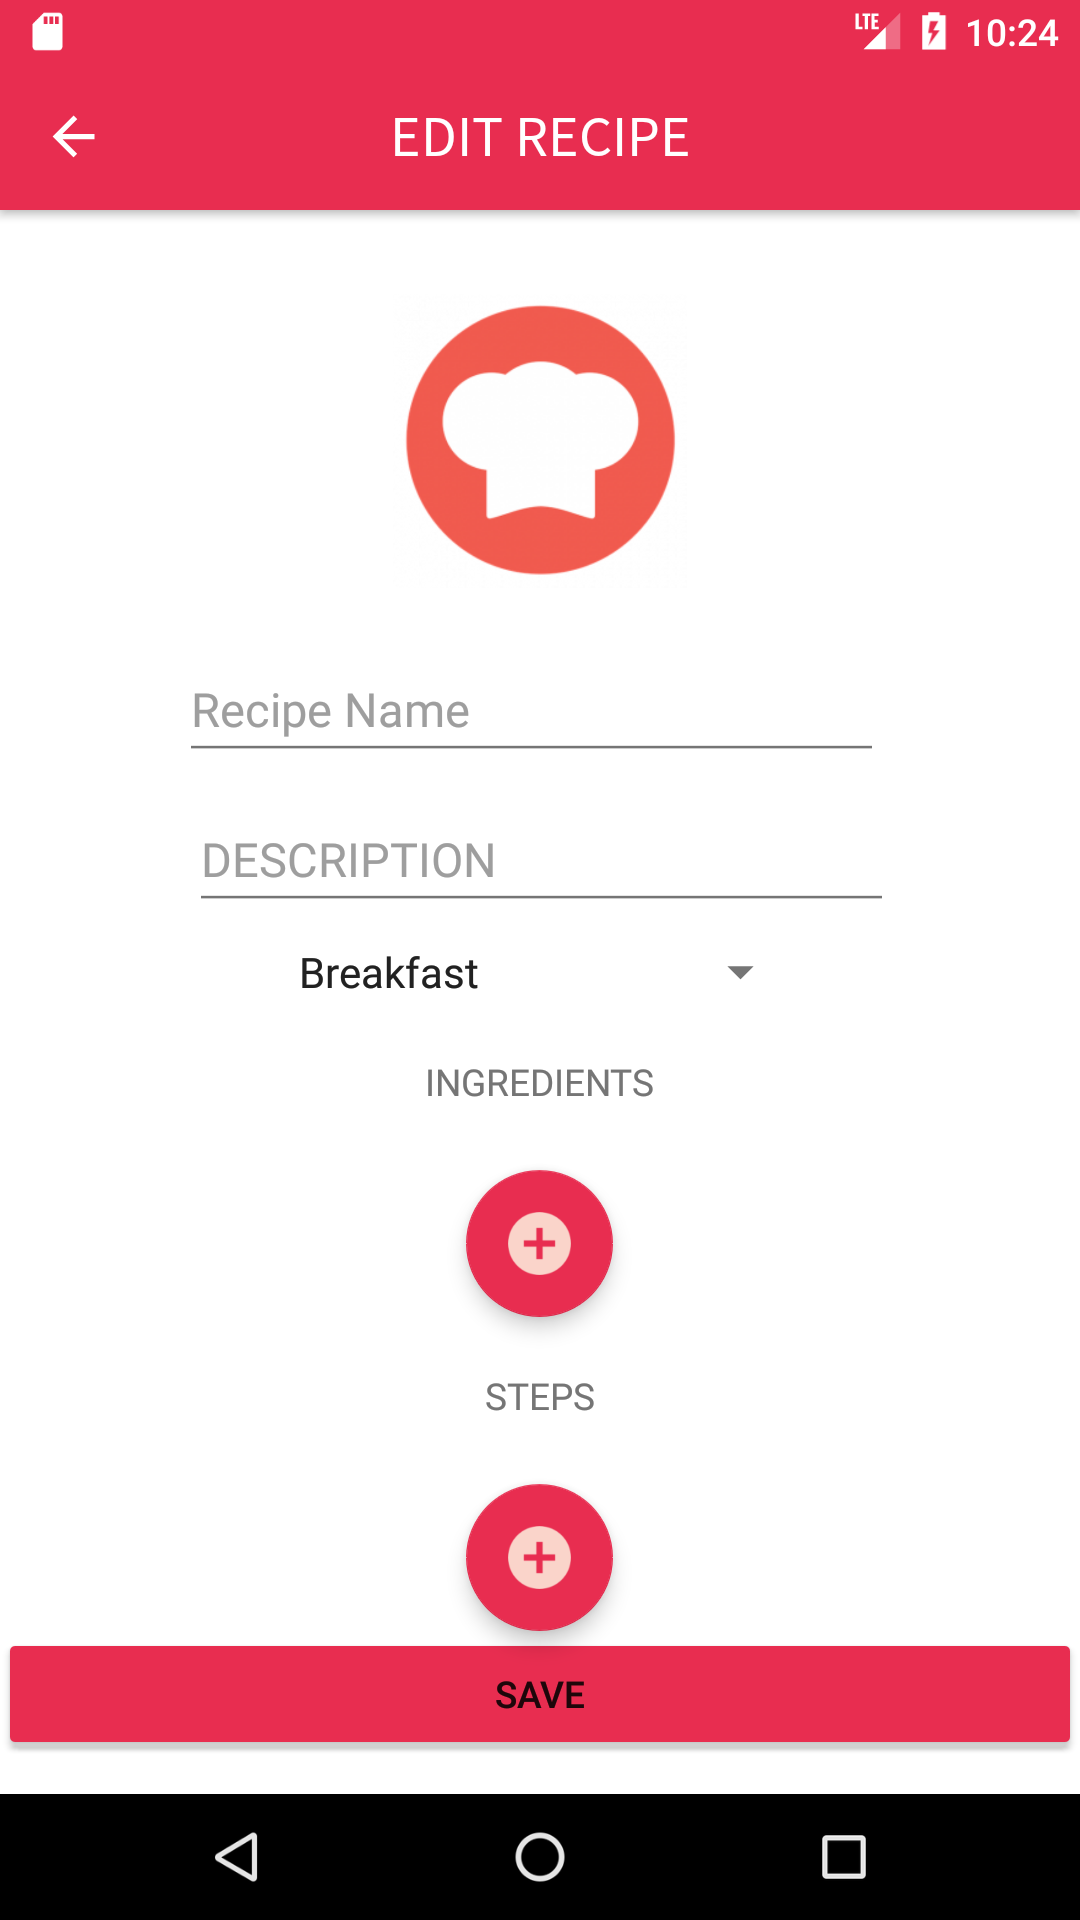 LTE 10:24
EDIT RECIPE
Recipe Name
DESCRIPTION
Breakfast
INGREDIENTS
STEPS
SAVE